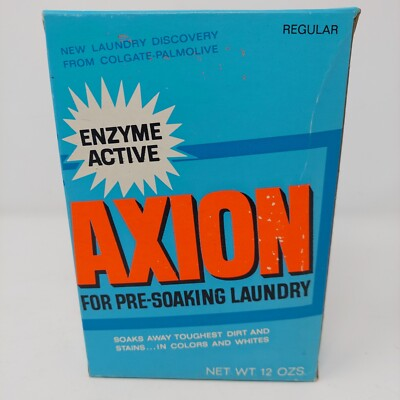 REGULAR
NEW LAUNDRY DISCOVERY
FROM COLGATE-PALMOLIVE
ENZYME
ACTIVE
AXION
FOR PRE-SOAKING LAUNDRY
SOAKS AWAY TOUGHEST DIRT AND
STAINS...IN COLORS AND WHITES
NET WT. 12 OZS.